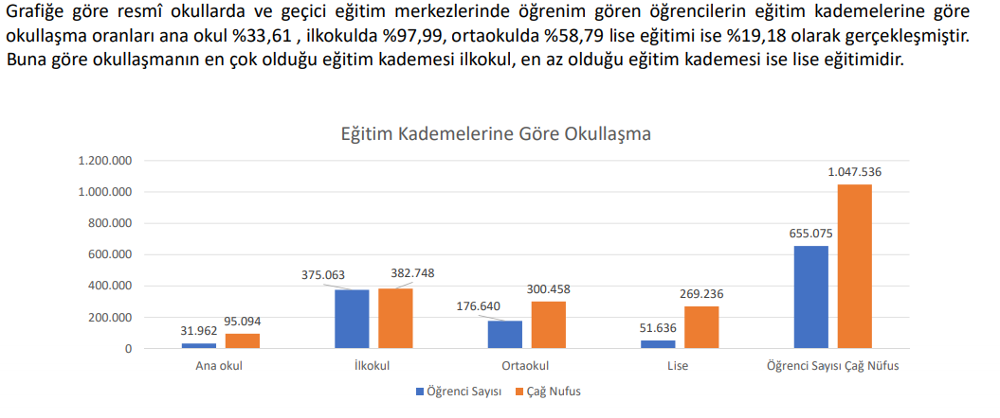 Grafiğe göre resmî okullarda ve geçici eğitim merkezlerinde öğrenim gören öğrencilerin eğitim kademelerine göre
okullaşma oranları ana okul %33,61 , ilkokulda %97,99, ortaokulda %58,79 lise eğitimi ise %19,18 olarak gerçekleşmiştir.
Buna göre okullaşmanın en çok olduğu eğitim kademesi ilkokul, en az olduğu eğitim kademesi ise lise eğitimidir.
Eğitim Kademelerine Göre Okullaşma
1.200.000
1.000.000
800.000
600.000
400.000
200.000
0
31.962
95.094
375.063
382.748
176.640
300.458
51.636
269.236
655.075
1.047.536
Ana okul
İlkokul
Ortaokul
Lise
Öğrenci Sayısı Çağ Nüfus
Öğrenci Sayısı
Çağ Nufus